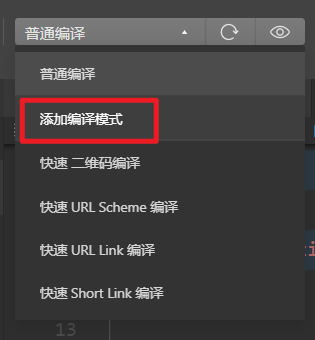 普通编译
普通编译
添加编译模式
快速 二维码编译
快速 URL Scheme 编译
快速 URL Link 编译
快速 Short Link 编译
13